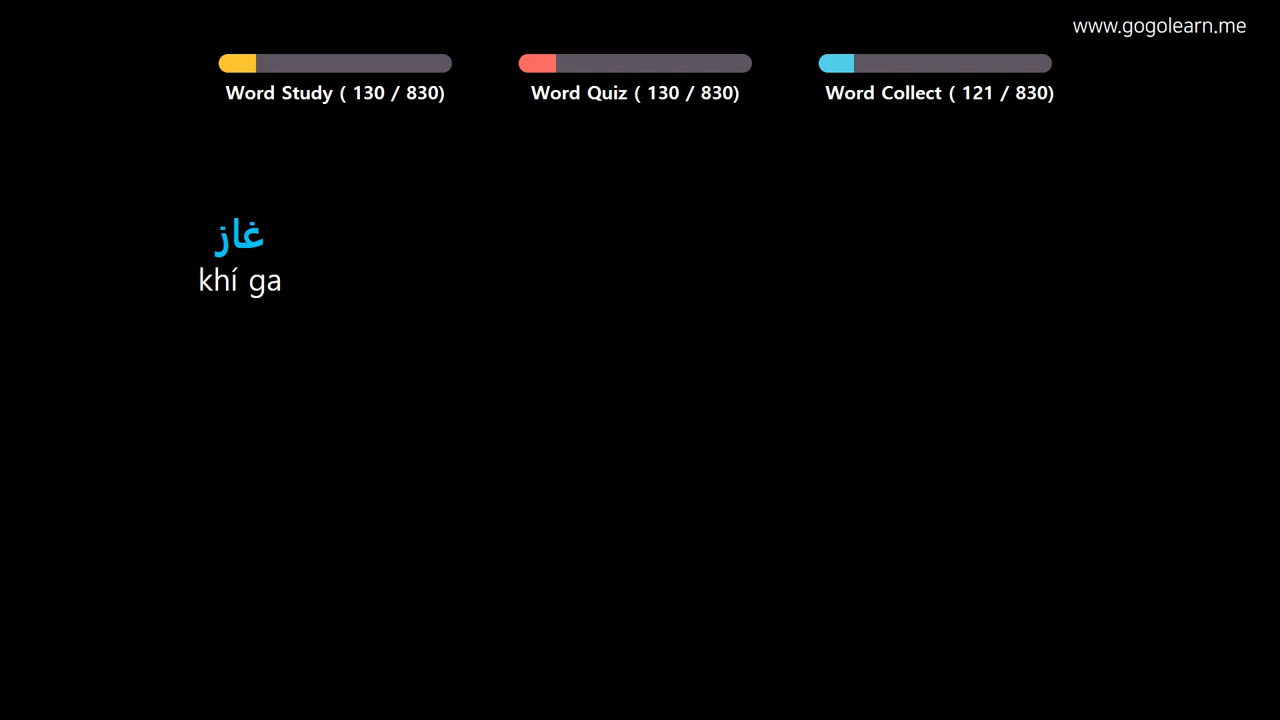 www.gogolearn.me
Word Study ( 130 / 830)
Word Quiz ( 130 / 830)
Word Collect ( 121 / 830)
غاز
khí ga